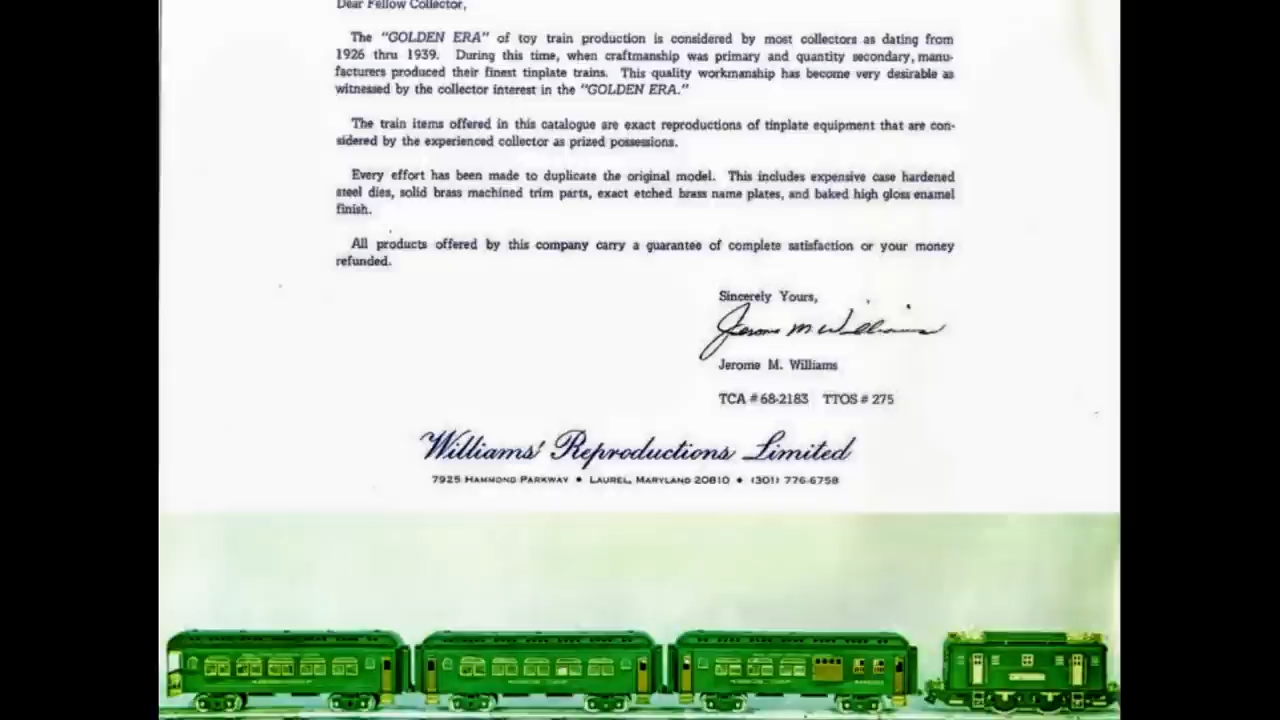 Dear Fellow Collector,
The "GOLDEN ERA" of toy train production is considered by most collectors as dating from
1926 thru 1939. During this time, when craftmanship was primary and quantity secondary, manu-
facturers produced their finest tinplate trains. This quality workmanship has become very desirable as
witnessed by the collector interest in the "GOLDEN ERA."
The train items offered in this catalogue are exact reproductions of tinplate equipment that are con-
sidered by the experienced collector as prized possessions.
Every effort has been made to duplicate the original model. This includes expensive case hardened
steel dies, solid brass machined trim parts, exact etched brass name plates, and baked high gloss enamel
finish.
All products offered by this company carry a guarantee of complete satisfaction or your money
refunded.
Sincerely Yours,
Jerome M Williams
Jerome M. Williams
TCA # 68-2183 TTOS # 275
Williams' Reproductions Limited
7925 HAMMOND PARKWAY • LAUREL, MARYLAND 20810 • (301) 776-6758